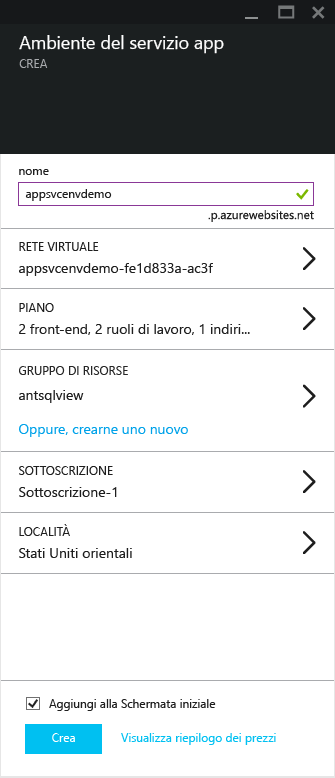 Ambiente del servizio app
CREA
nome
appsvcenvdemo
.p.azurewebsites.net
RETE VIRTUALE
appsvcenvdemo-fe1d833a-ac3f
PIANO
2 front-end, 2 ruoli di lavoro, 1 indiri...
GRUPPO DI RISORSE
antsqlview
Oppure, crearne uno nuovo
SOTTOSCRIZIONE
Sottoscrizione-1
LOCALITÀ
Stati Uniti orientali
Aggiungi alla Schermata iniziale
Crea Visualizza riepilogo dei prezzi